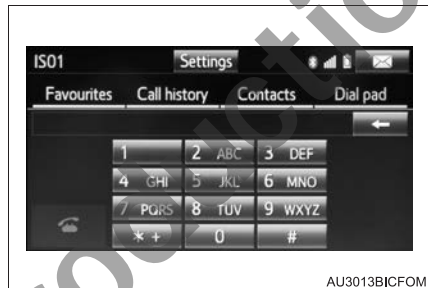 IS01 Settings
Favourites Call history Contacts Dial pad
1 2 ABC 3 DEF
4 GHI 5 JKL 6 MNO
7 PQRS 8 TUV 9 WXYZ
* + 0 #
AU3013BICFOM